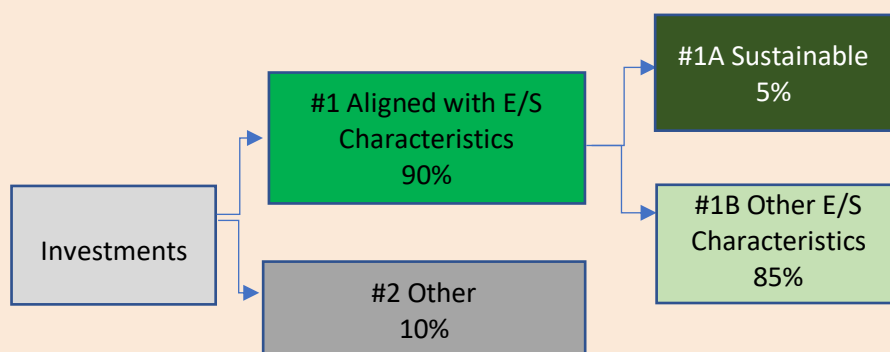 Investments
#1 Aligned with E/S
Characteristics
90%
#2 Other
10%
#1A Sustainable
5%
#1B Other E/S
Characteristics
85%